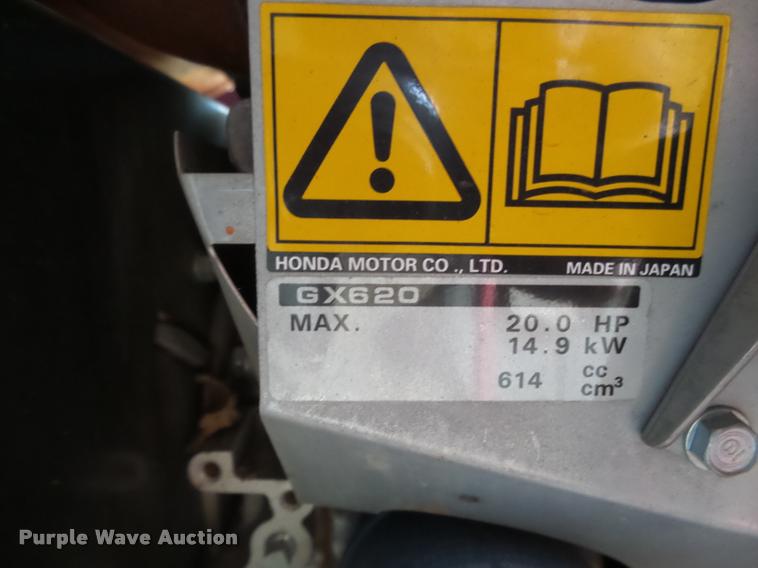 HONDA MOTOR CO ., LTD. MADE IN JAPAN
GX620
MAX. 20.0 HP
14.9 kW
614 cc
cm³
Purple Wave Auction